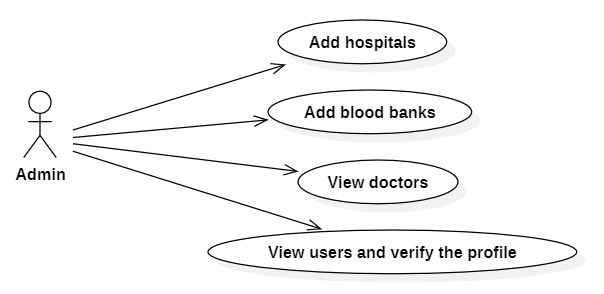 Add hospitals
Add blood banks
Admin
View doctors
View users and verify the profile